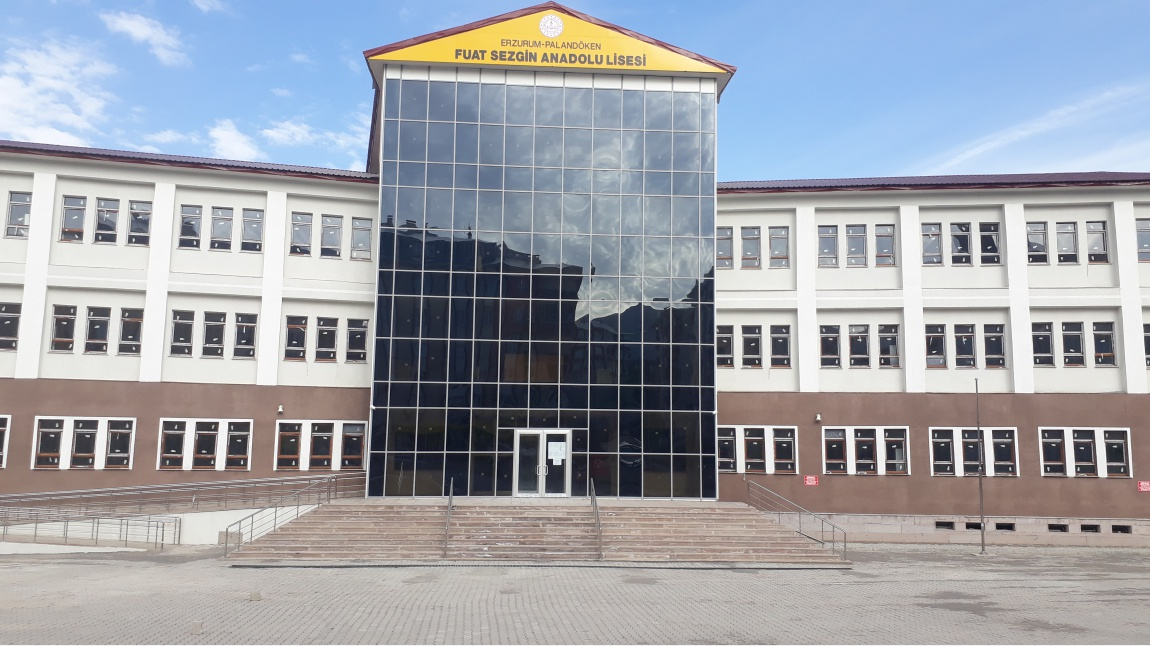 ERZURUM-PALANDÖKEN
FUAT SEZGİN ANADOLU LİSESİ